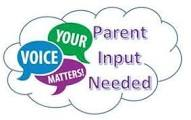 YOUR
VOICE
MATTERS!
Parent
Input
Needed